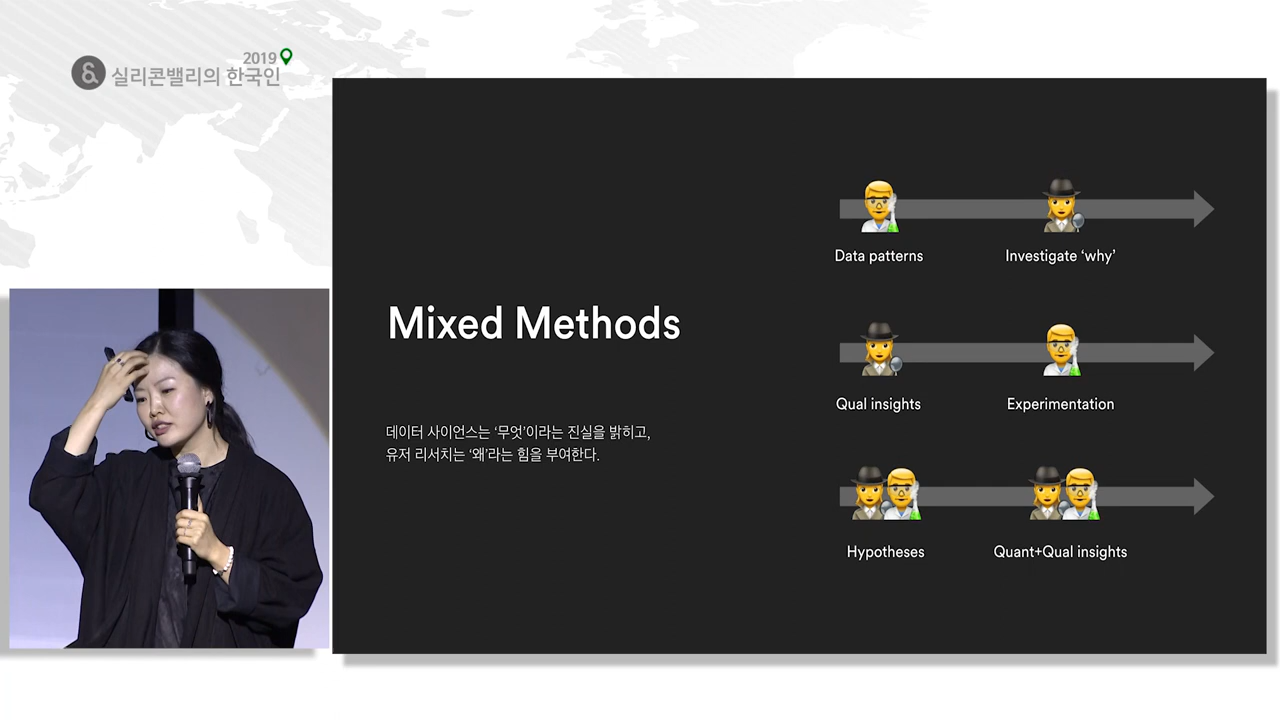 2019
& 실리콘밸리의 한국인
Mixed Methods
데이터 사이언스는 ‘무엇’이라는 진실을 밝히고,
유저 리서치는 ‘왜’라는 힘을 부여한다.
Data patterns
Investigate ‘why’
Qual insights
Experimentation
Hypotheses
Quant+Qual insights